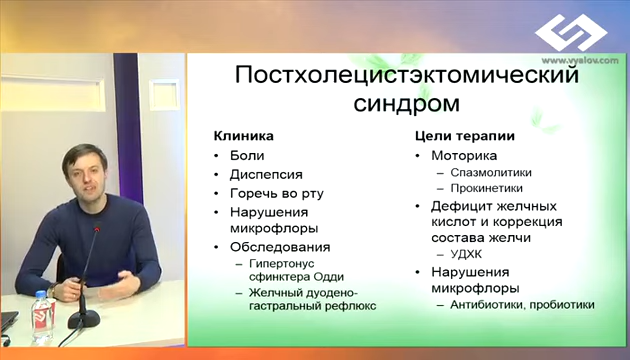 www.vyslov.com
Постхолецистэктомический
синдром
Клиника
• Боли
• Диспепсия
• Горечь во рту
• Нарушения
микрофлоры
• Обследования
– Гипертонус
сфинктера Одди
– Желчный дуодено-
гастральный рефлюкс
Цели терапии
• Моторика
– Спазмолитики
– Прокинетики
• Дефицит желчных
кислот и коррекция
состава желчи
– УДХК
• Нарушения
микрофлоры
– Антибиотики, пробиотики